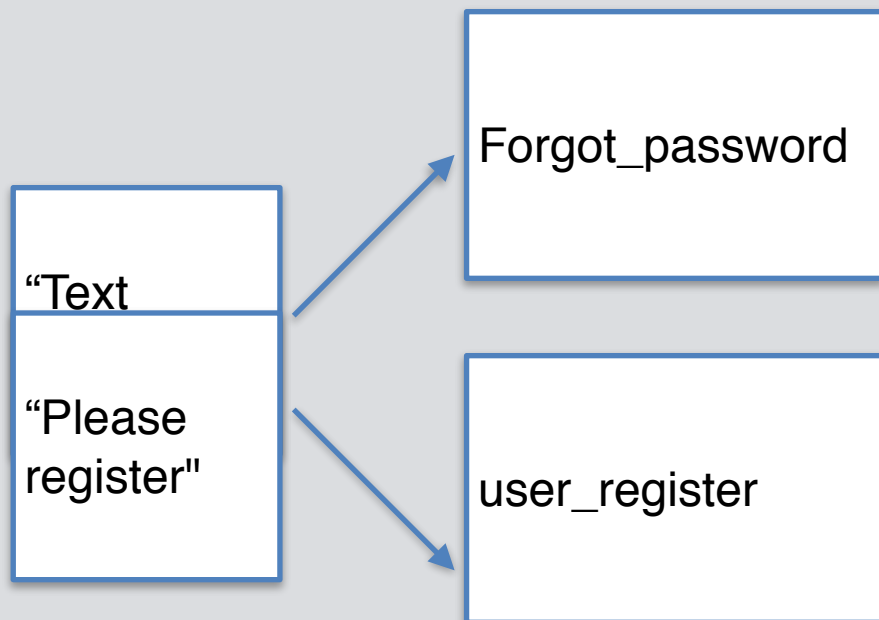 “Text
“Please
register"
Forgot_password
user_register